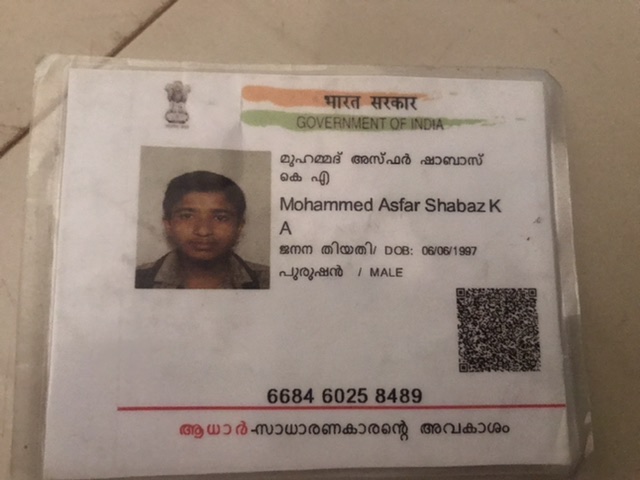 भारत सरकार
GOVERNMENT OF INDIA
മുഹമ്മദ് അസ്ഫർ ഷാബാസ്
കെ എ
Mohammed Asfar Shabaz K
A
ജനന തിയതി/ DOB: 06/06/1997
പുരുഷൻ / MALE
6684 6025 8489
ആധാർ-സാധാരണകാരന്റെ അവകാശം